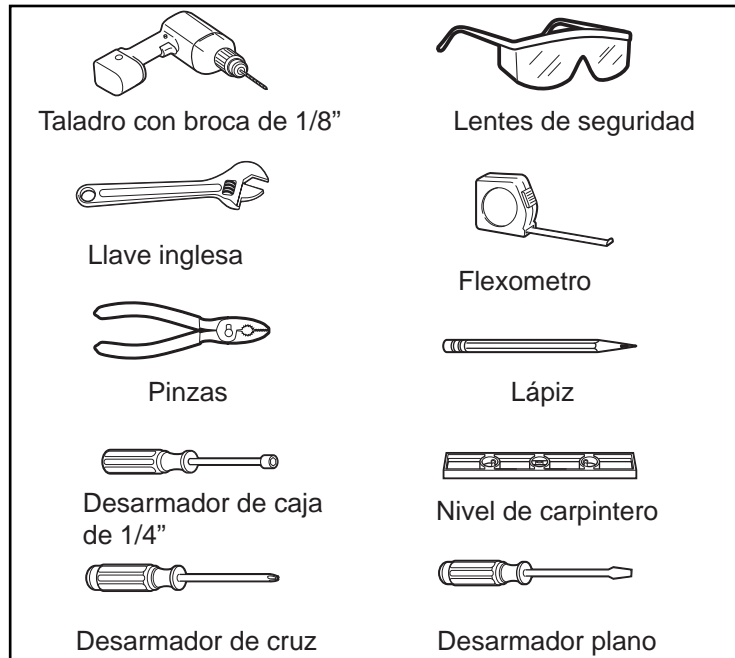 Taladro con broca de 1/8”
Lentes de seguridad
Llave inglesa
Flexometro
Pinzas
Lápiz
Desarmador de caja
de 1/4”
Nivel de carpintero
Desarmador de cruz
Desarmador plano